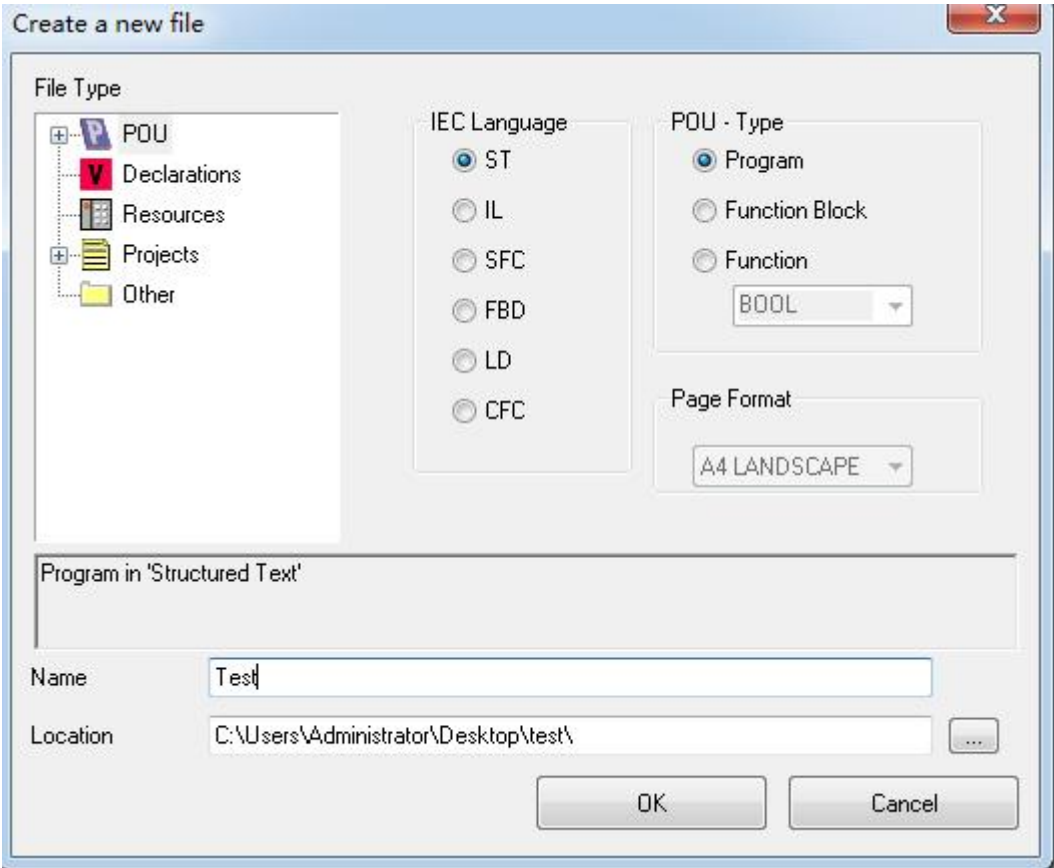 Create a new file
File Type
POU
Declarations
Resources
Projects
Other
IEC Language
ST
IL
SFC
FBD
LD
CFC
POU - Type
Program
Function Block
Function
BOOL
Page Format
A4 LANDSCAPE
Program in 'Structured Text'
Name
Test
Location
C:\Users\Administrator\Desktop\test\
...
OK
Cancel